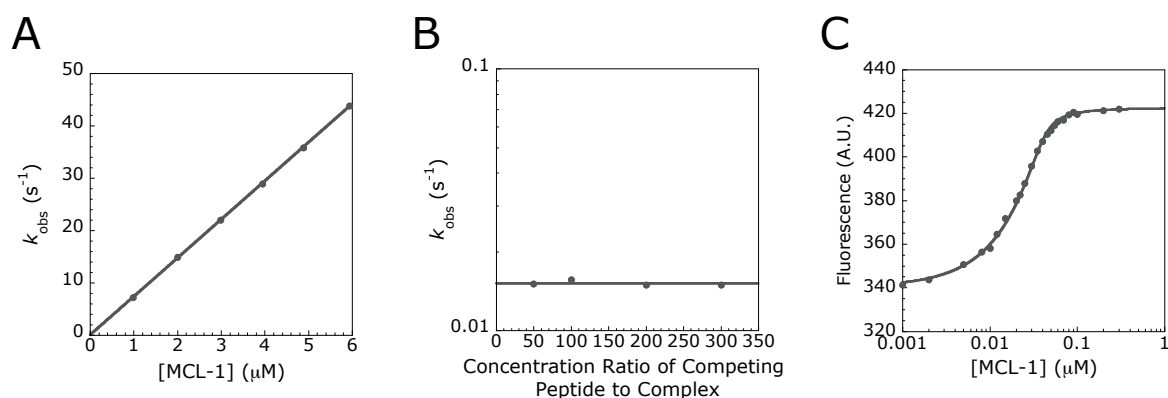 A
50
40
30
20
10
0
k_obs (s⁻¹)
0 1 2 3 4 5 6
[MCL-1] (μM)
B
0.1
0.01
k_obs (s⁻¹)
0 50 100 150 200 250 300 350
Concentration Ratio of Competing
Peptide to Complex
C
440
420
400
380
360
340
320
Fluorescence (A.U.)
0.001 0.01 0.1 1
[MCL-1] (μM)